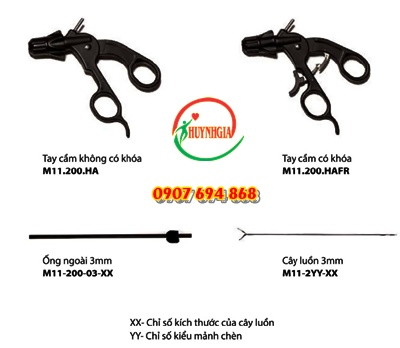 HUYNHGIA
Tay cầm không có khóa
M11.200.HA
Tay cầm có khóa
M11.200.HAFR
0907 694 868
Ống ngoài 3mm
M11-200-03-XX
Cây luồn 3mm
M11-2YY-XX
XX- Chỉ số kích thước của cây luồn
YY- Chỉ số kiểu mảnh chèn